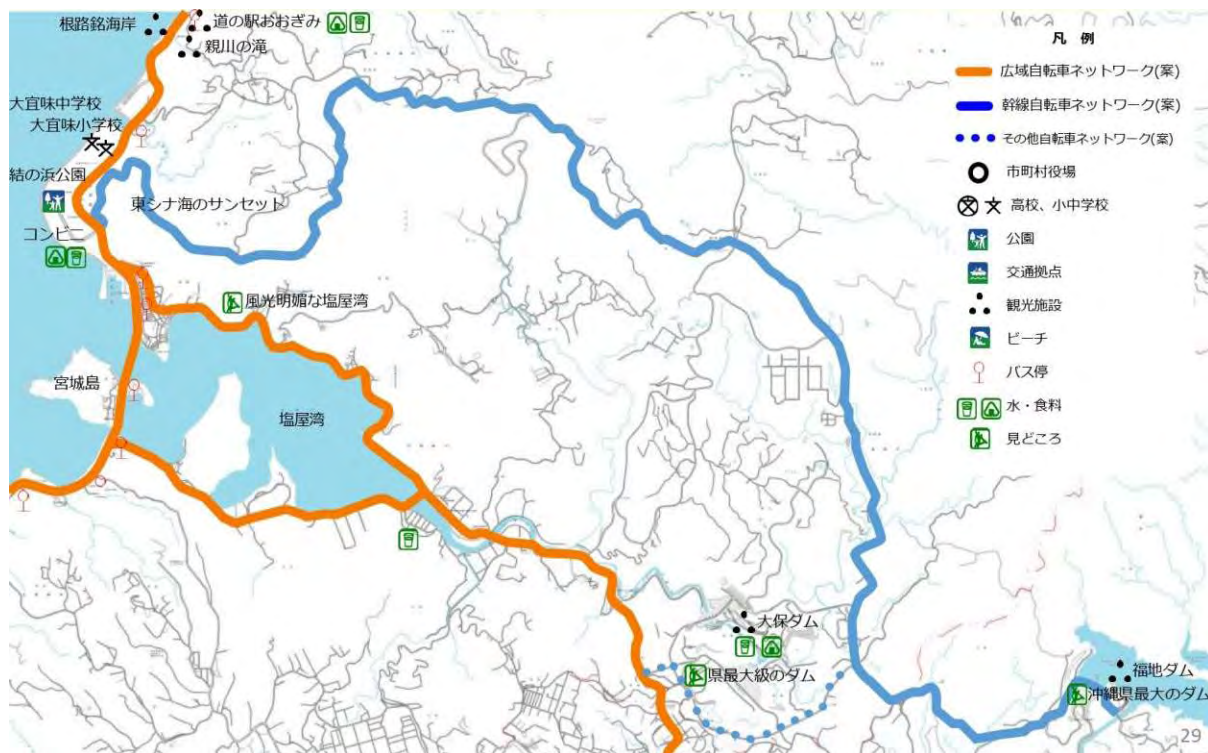 根路銘海岸
道の駅おおぎみ
親川の滝
大宜味中学校
大宜味小学校
結の浜公園
東シナ海のサンセット
コンビニ
風光明媚な塩屋湾
宮城島
塩屋湾
大保ダム
県最大級のダム
福地ダム
沖縄県最大のダム
凡 例
広域自転車ネットワーク(案)
幹線自転車ネットワーク(案)
その他自転車ネットワーク(案)
市町村役場
高校、小中学校
公園
交通拠点
観光施設
ビーチ
バス停
水・食料
見どころ
29